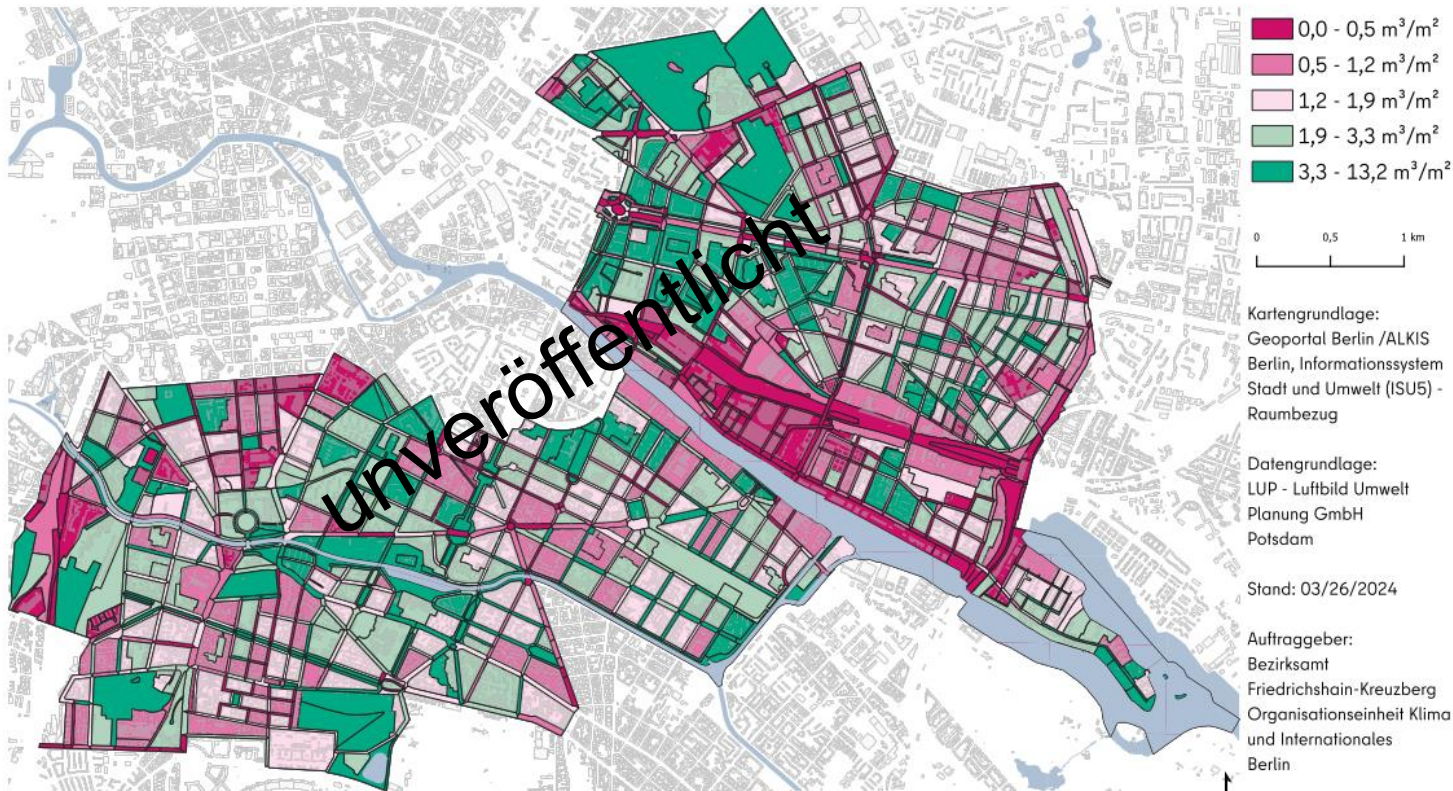 0,0 - 0,5 m³/m²
0,5 - 1,2 m³/m²
1,2 - 1,9 m³/m²
1,9 - 3,3 m³/m²
3,3 - 13,2 m³/m²
0 0,5 1 km
Kartengrundlage:
Geoportal Berlin /ALKIS
Berlin, Informationssystem
Stadt und Umwelt (ISU5) -
Raumbezug
Datengrundlage:
LUP - Luftbild Umwelt
Planung GmbH
Potsdam
Stand: 03/26/2024
Auftraggeber:
Bezirksamt
Friedrichshain-Kreuzberg
Organisationseinheit Klima
und Internationales
Berlin
unveröffentlicht